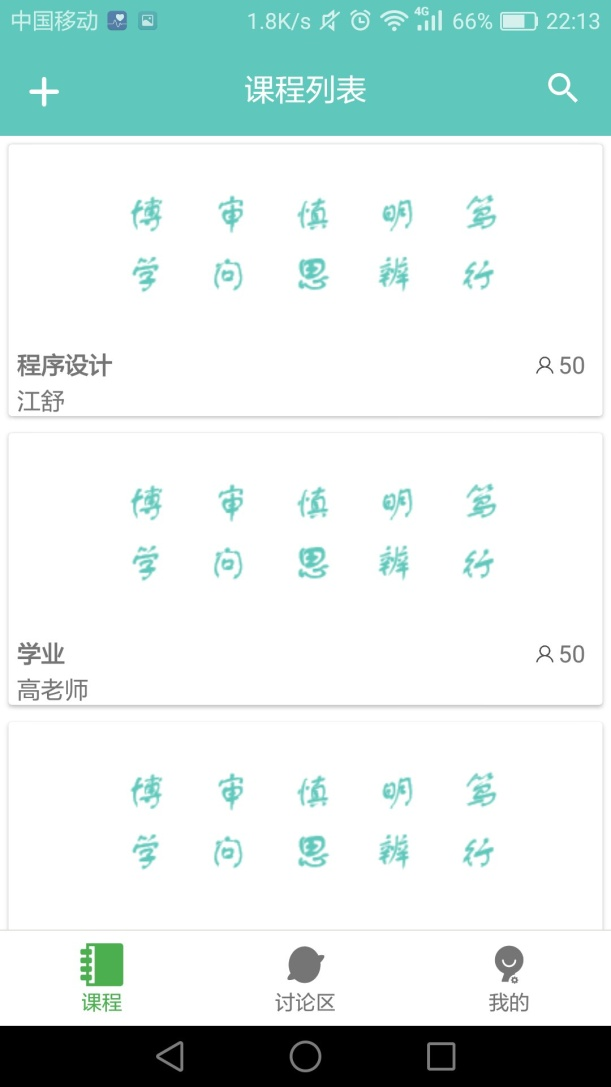 中国移动 1.8K/s 4G 66% 22:13
课程列表
博 审 慎 明 笃
学 问 思 辨 行
程序设计 50
江舒
博 审 慎 明 笃
学 问 思 辨 行
学业 50
高老师
博 审 慎 明 笃
学 问 思 辨 行
课程 讨论区 我的